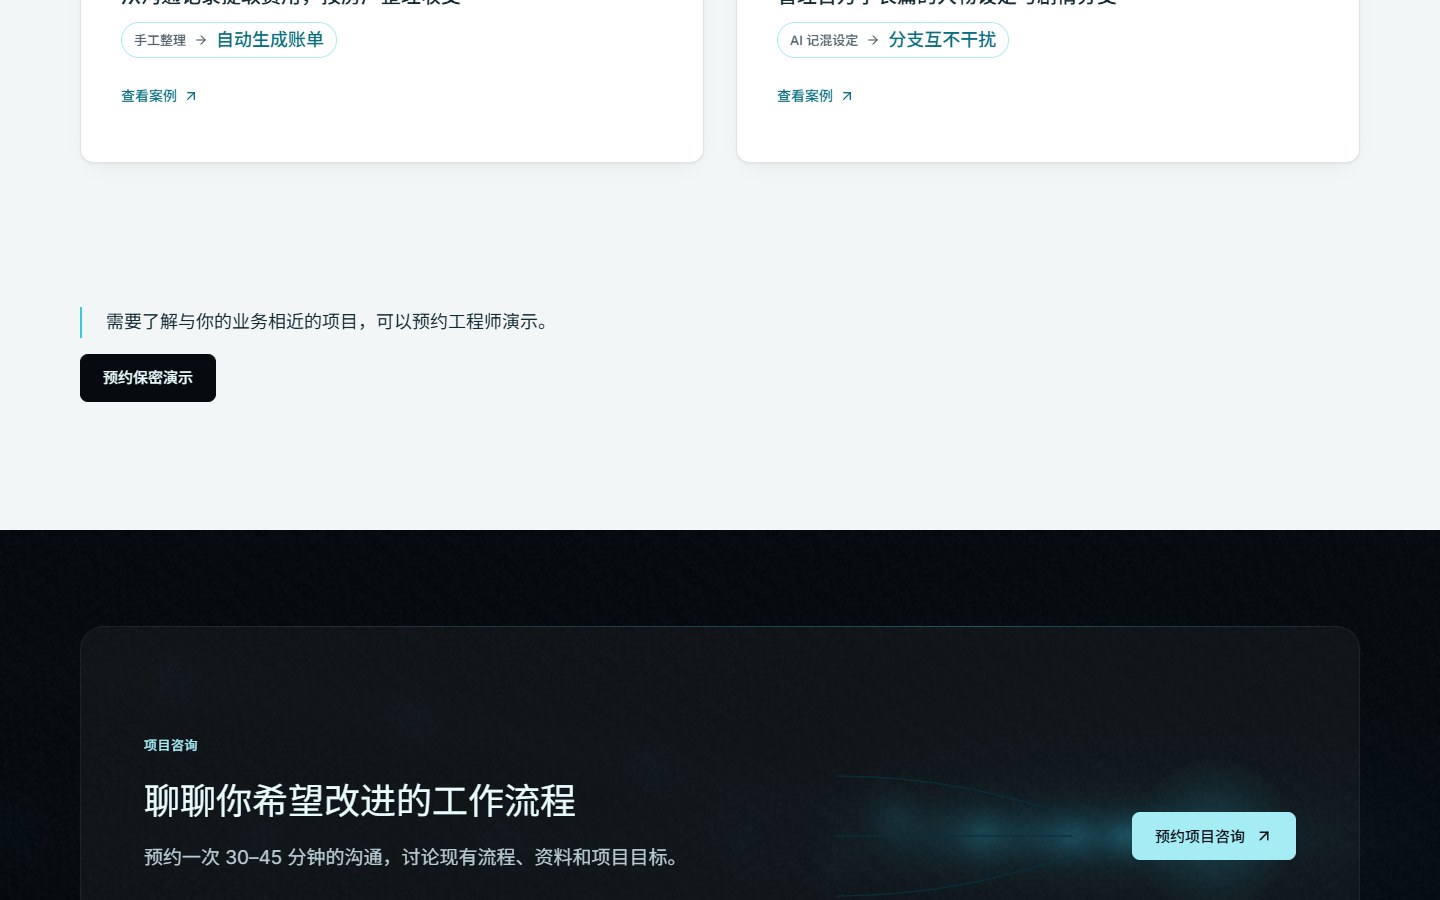 手工整理 → 自动生成账单
AI 记混设定 → 分支互不干扰
查看案例
查看案例
需要了解与你的业务相近的项目，可以预约工程师演示。
预约保密演示
项目咨询
聊聊你希望改进的工作流程
预约一次 30–45 分钟的沟通，讨论现有流程、资料和项目目标。
预约项目咨询